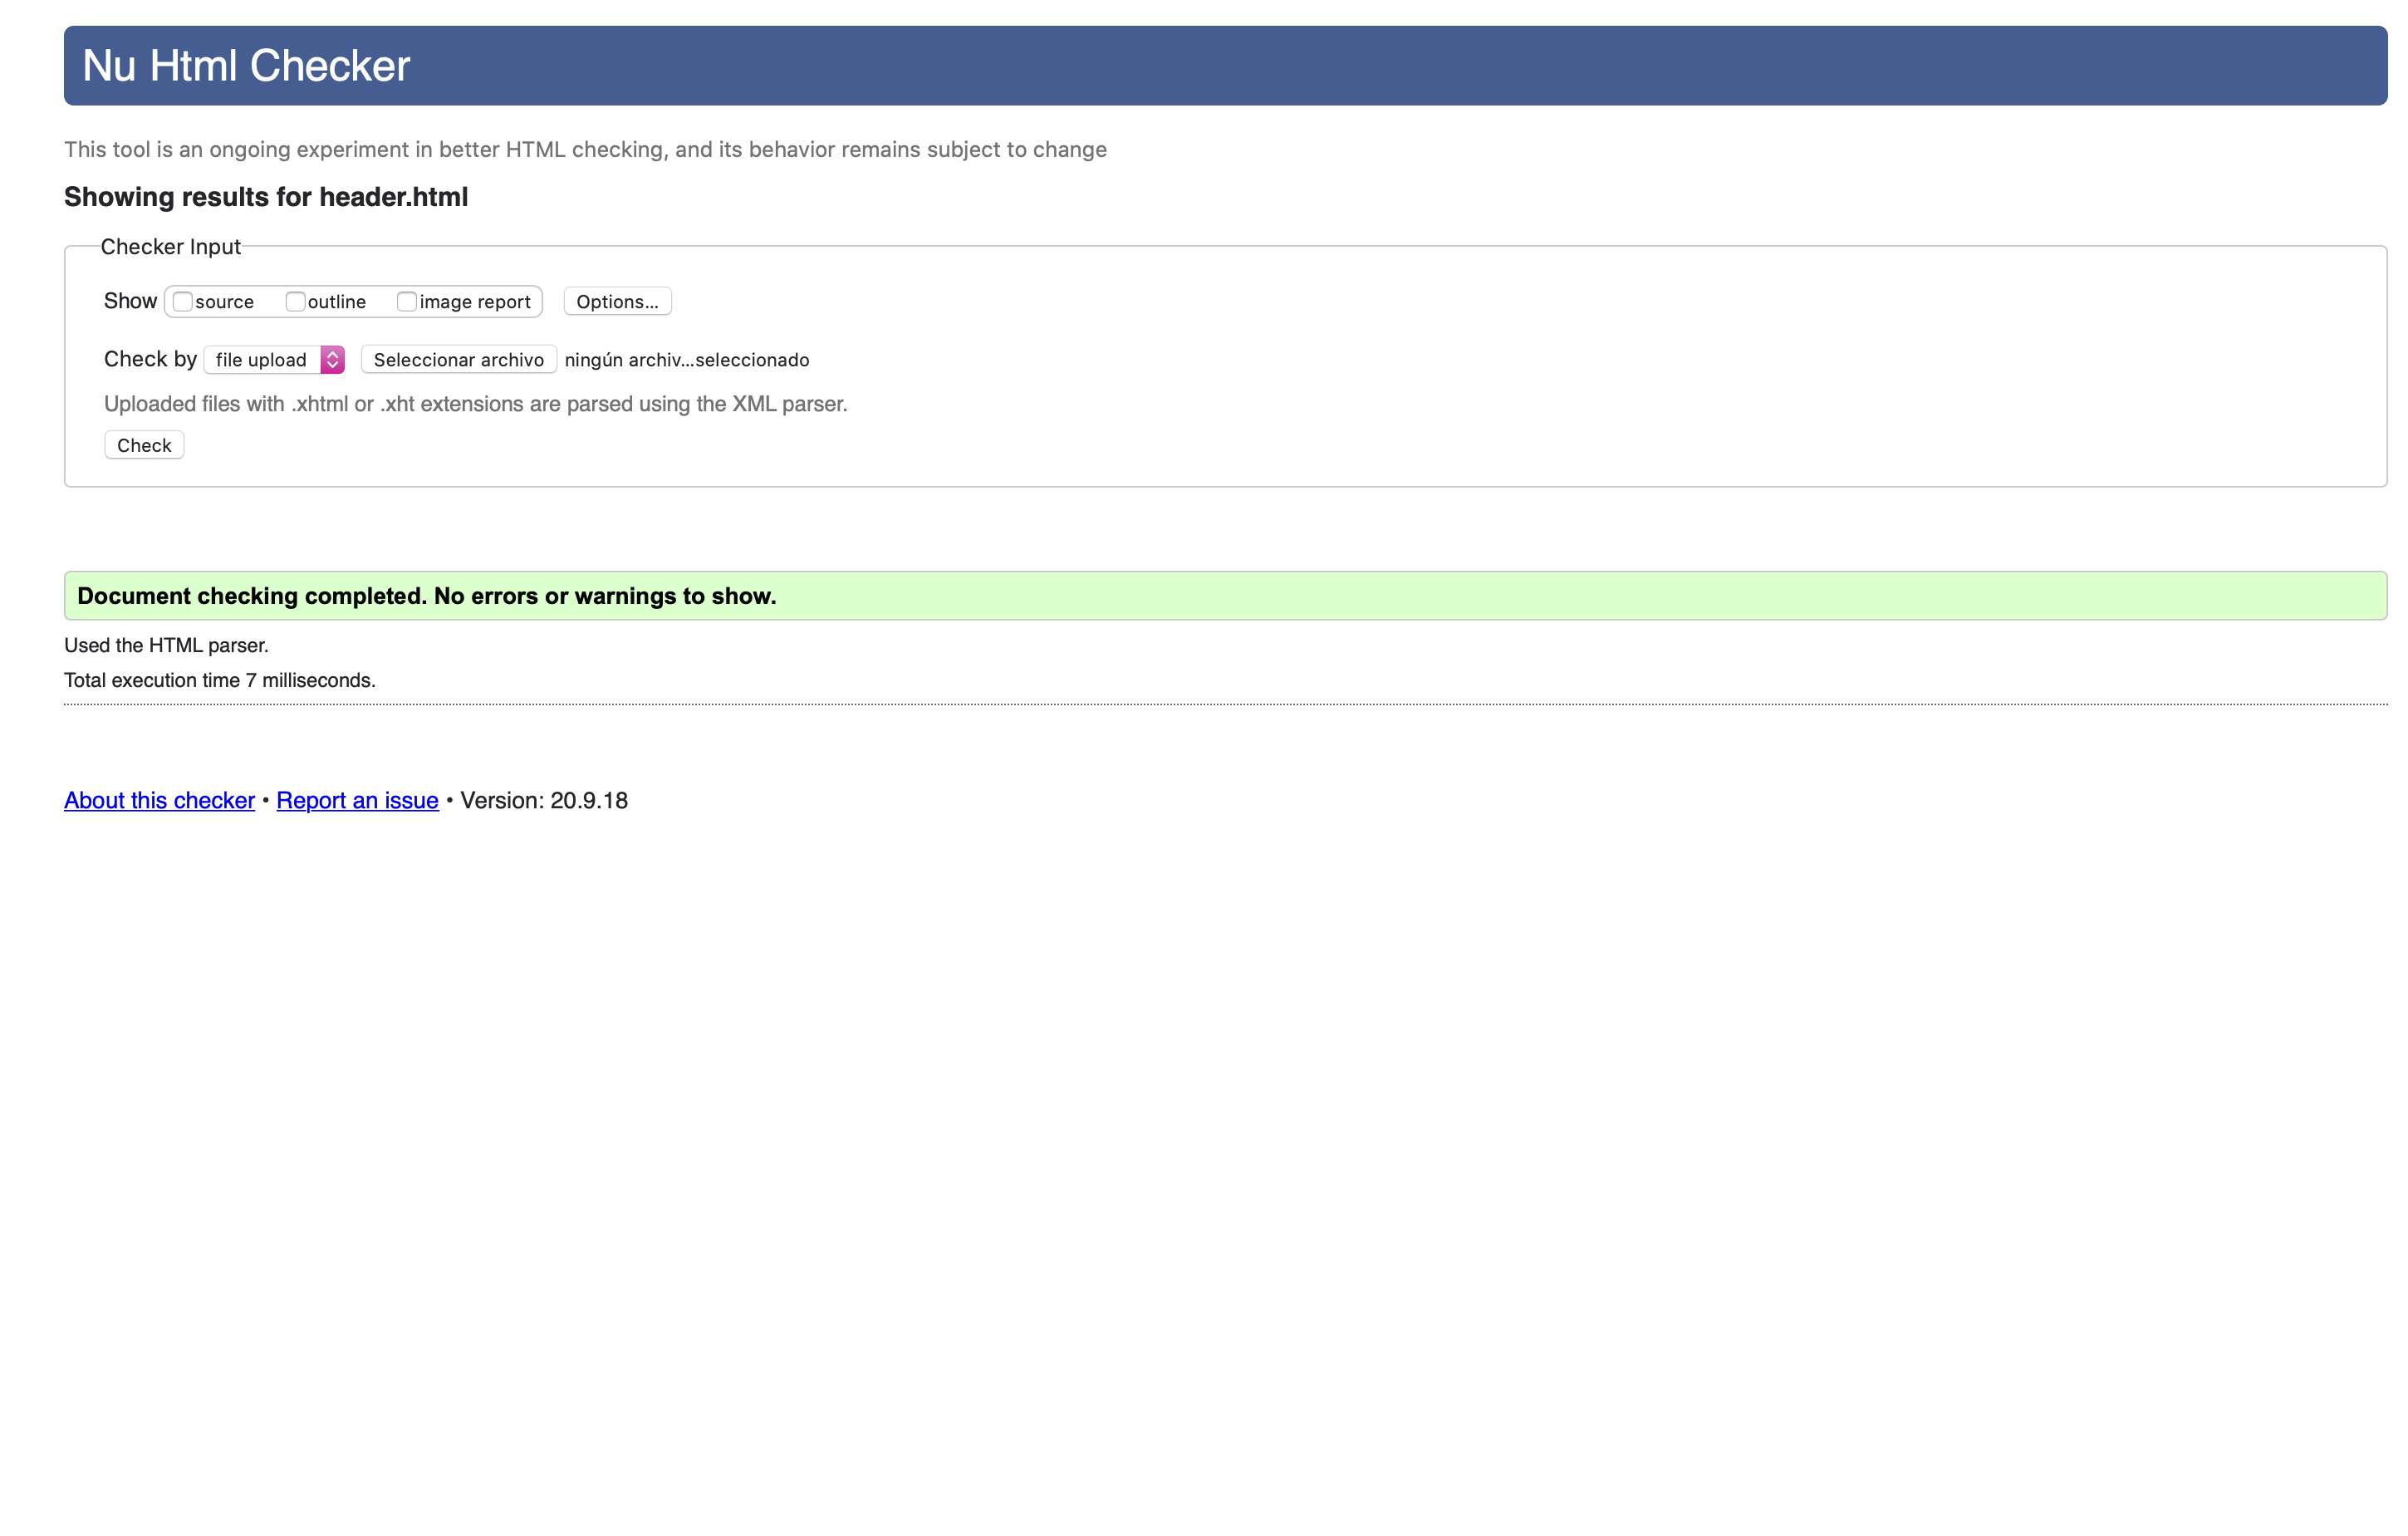 Nu Html Checker
This tool is an ongoing experiment in better HTML checking, and its behavior remains subject to change
Showing results for header.html
Checker Input
Show source outline image report Options...
Check by file upload Seleccionar archivo ningún archiv...seleccionado
Uploaded files with .xhtml or .xht extensions are parsed using the XML parser.
Check
Document checking completed. No errors or warnings to show.
Used the HTML parser.
Total execution time 7 milliseconds.
About this checker • Report an issue • Version: 20.9.18